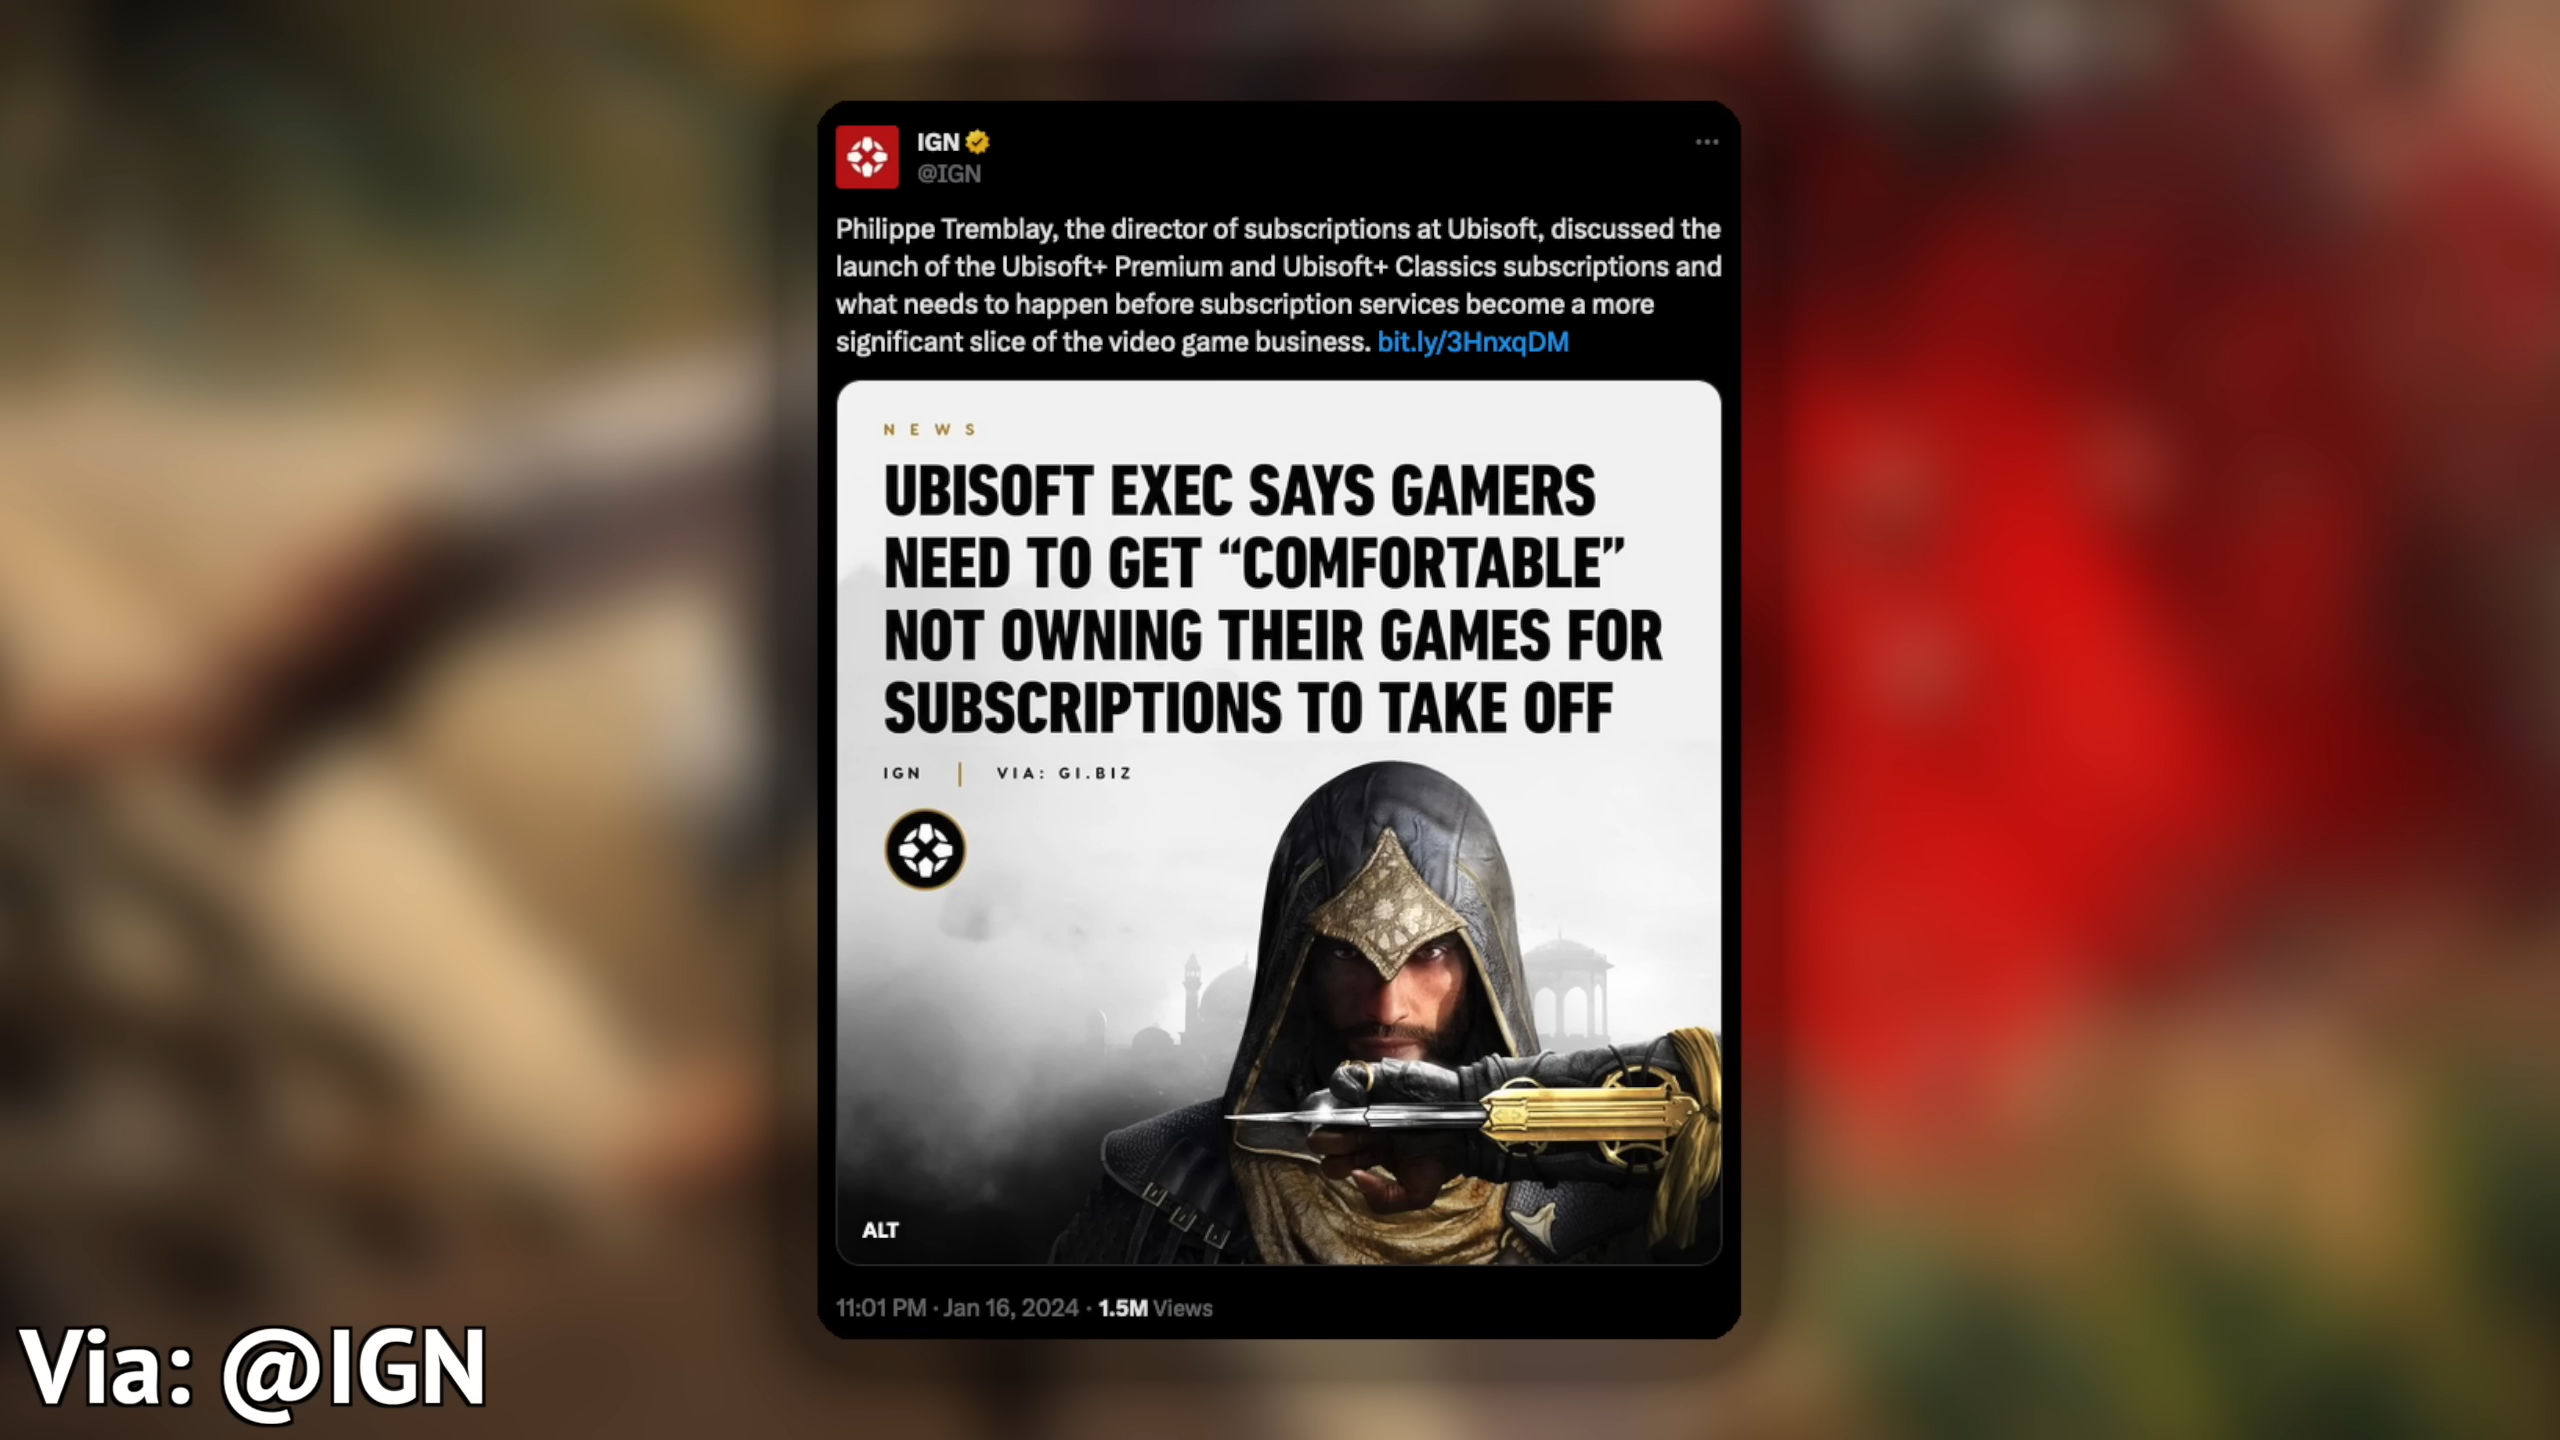 IGN
@IGN
Philippe Tremblay, the director of subscriptions at Ubisoft, discussed the
launch of the Ubisoft+ Premium and Ubisoft+ Classics subscriptions and
what needs to happen before subscription services become a more
significant slice of the video game business. bit.ly/3HnxqDM
NEWS
UBISOFT EXEC SAYS GAMERS
NEED TO GET “COMFORTABLE”
NOT OWNING THEIR GAMES FOR
SUBSCRIPTIONS TO TAKE OFF
IGN | VIA: GI.BIZ
ALT
11:01 PM · Jan 16, 2024 · 1.5M Views
Via: @IGN